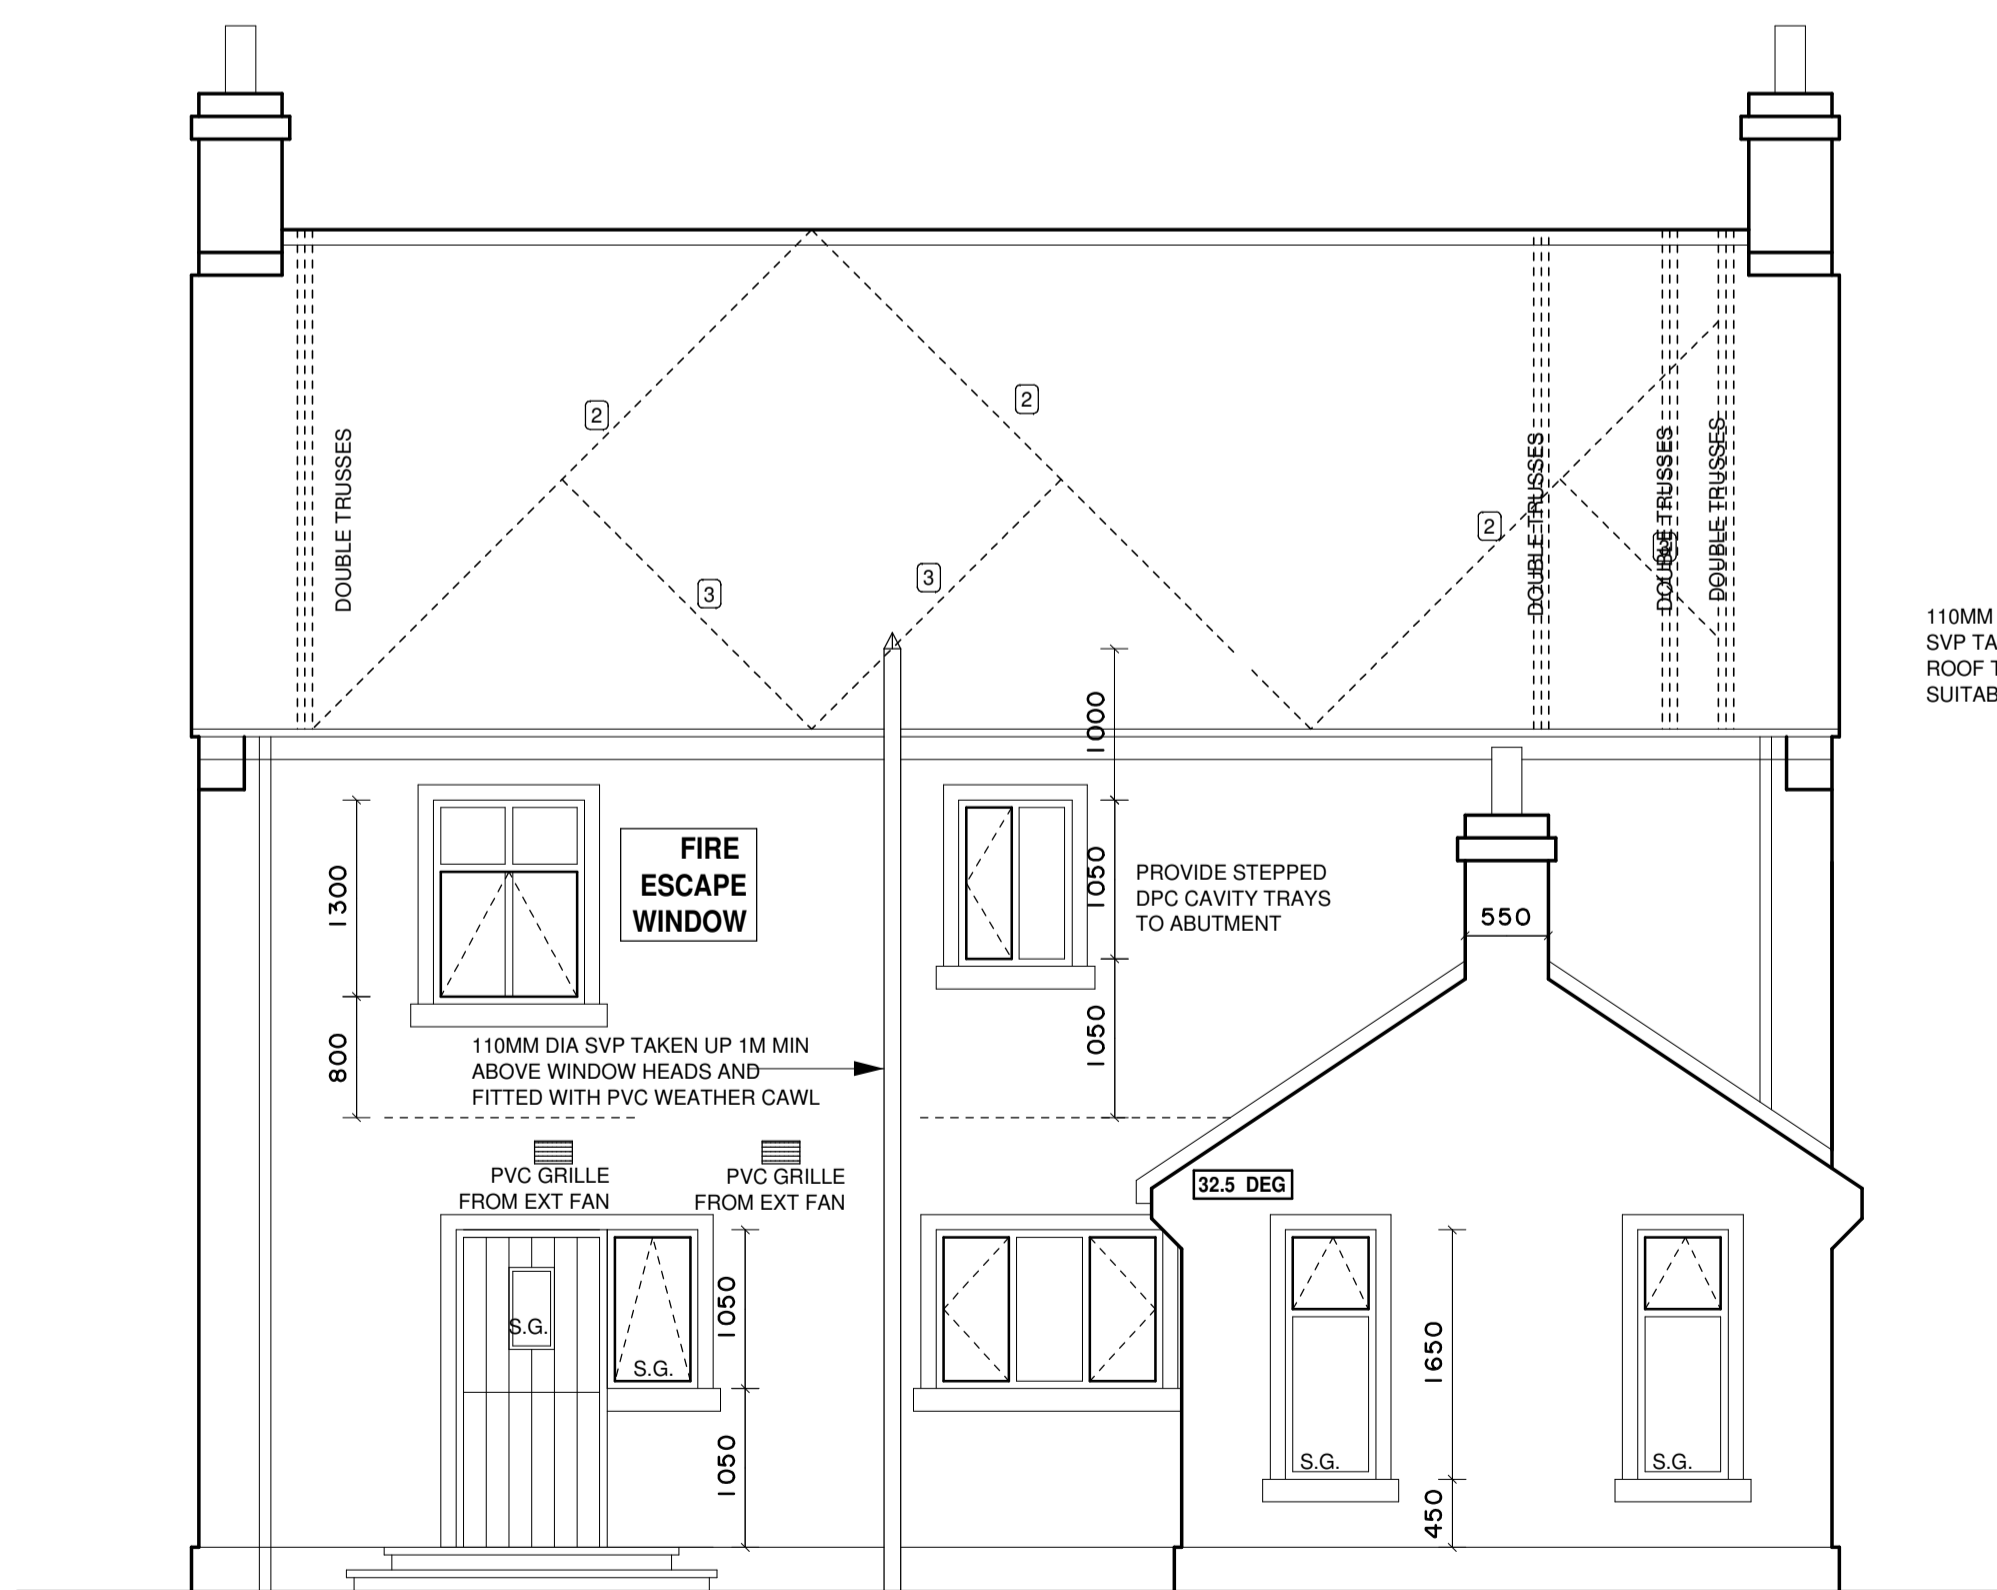 2
2
DOUBLE TRUSSES
DOUBLE TRUSSES
DOUBLE TRUSSES
DOUBLE TRUSSES
2
3
3
110MM
SVP TA
ROOF T
SUITAB
1000
FIRE
ESCAPE
WINDOW
1300
1050
PROVIDE STEPPED
DPC CAVITY TRAYS
TO ABUTMENT
550
800
110MM DIA SVP TAKEN UP 1M MIN
ABOVE WINDOW HEADS AND
FITTED WITH PVC WEATHER CAWL
1050
PVC GRILLE
FROM EXT FAN
PVC GRILLE
FROM EXT FAN
32.5 DEG
S.G.
S.G.
1050
1650
1050
S.G.
S.G.
450